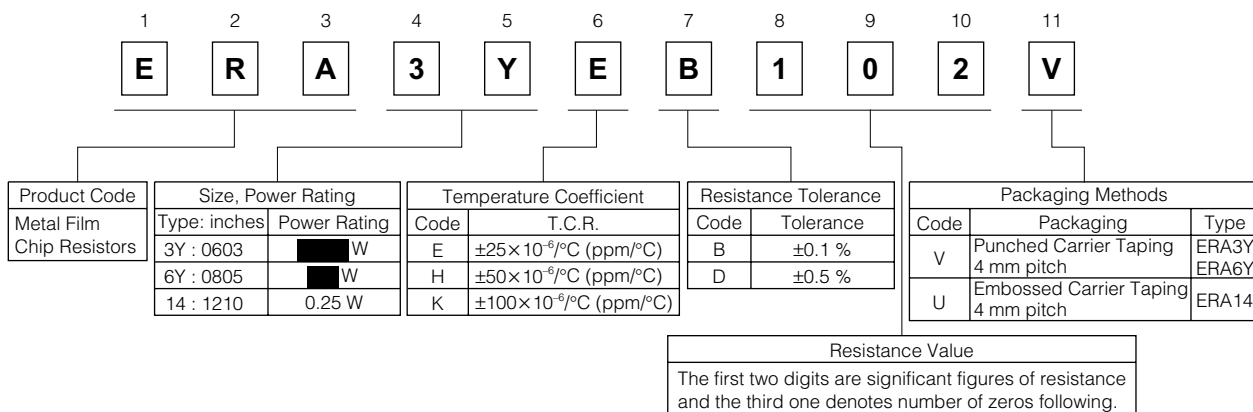 1 2 3 4 5 6 7 8 9 10 11
E R A 3 Y E B 1 0 2 V
Product Code
Metal Film
Chip Resistors
Size, Power Rating
Type: inches Power Rating
3Y : 0603 W
6Y : 0805 W
14 : 1210 0.25 W
Temperature Coefficient
Code T.C.R.
E ±25×10⁻⁶/°C (ppm/°C)
H ±50×10⁻⁶/°C (ppm/°C)
K ±100×10⁻⁶/°C (ppm/°C)
Resistance Tolerance
Code Tolerance
B ±0.1 %
D ±0.5 %
Packaging Methods
Code Packaging Type
V Punched Carrier Taping ERA3Y
4 mm pitch ERA6Y
U Embossed Carrier Taping ERA14
4 mm pitch
Resistance Value
The first two digits are significant figures of resistance
and the third one denotes number of zeros following.